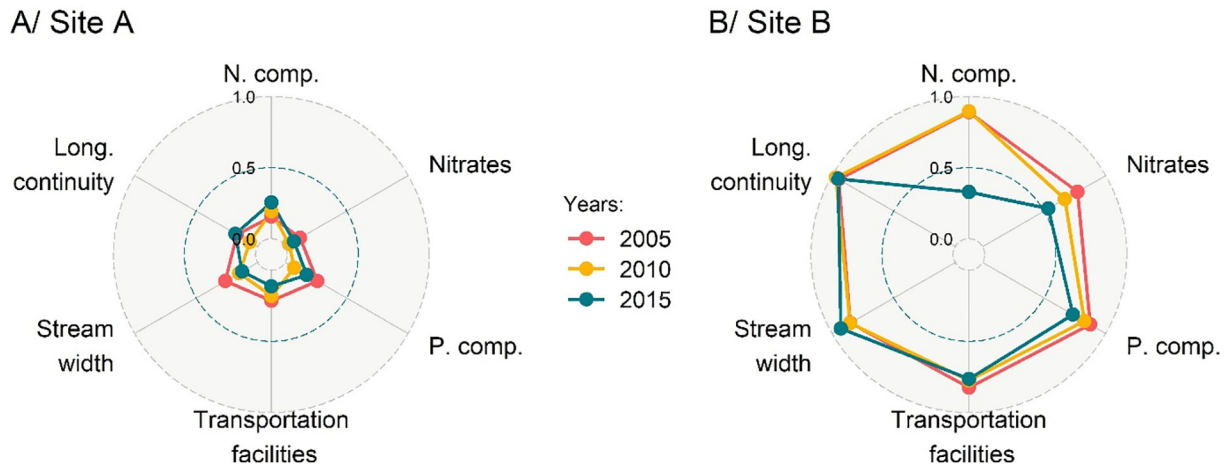 A/ Site A
N. comp.
1.0
Long.
continuity
Nitrates
0.5
0.0
Stream
width
P. comp.
Transportation
facilities
Years:
2005
2010
2015
B/ Site B
N. comp.
1.0
Long.
continuity
Nitrates
0.5
0.0
Stream
width
P. comp.
Transportation
facilities